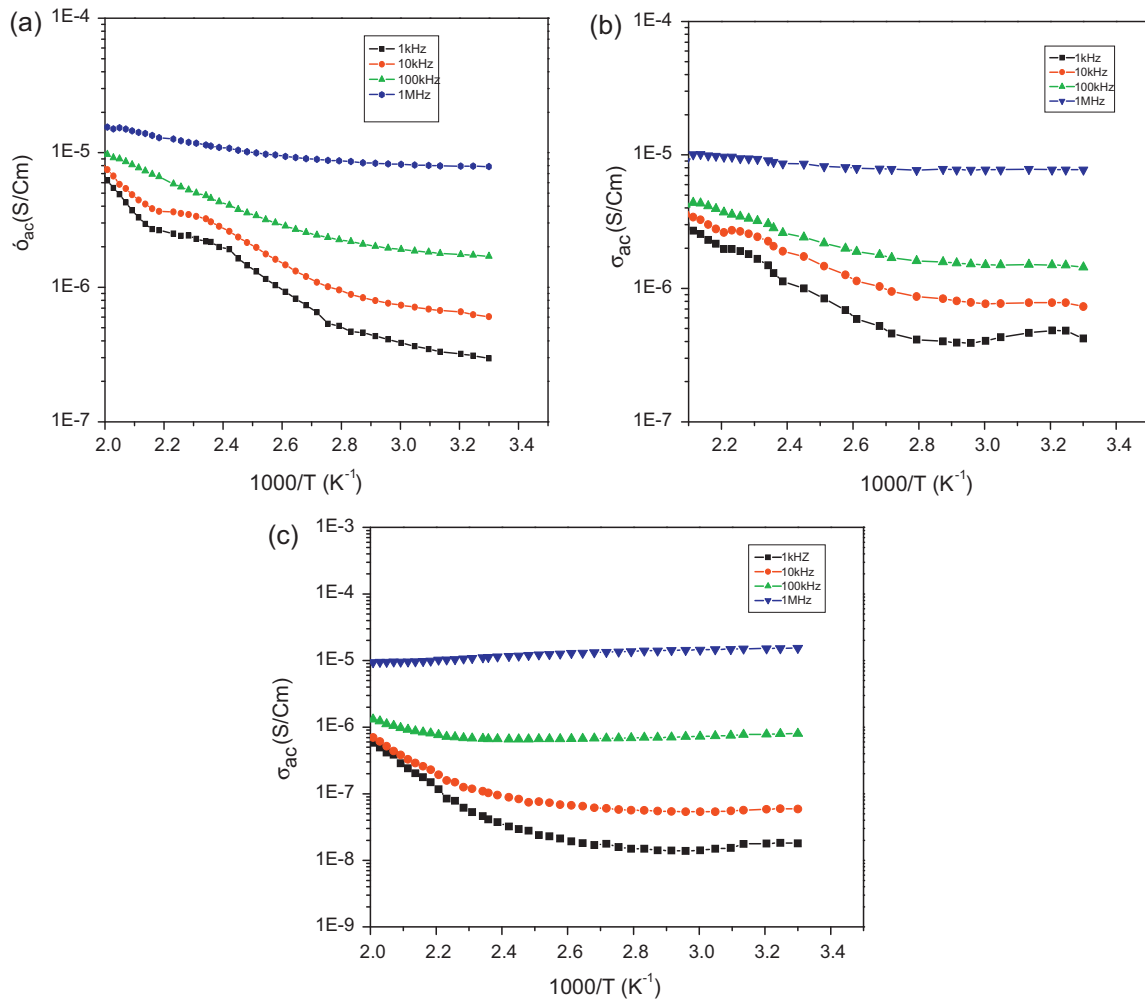 (a)
1E-4
1E-5
1E-6
1E-7
ó_ac(S/Cm)
1kHz
10kHz
100kHz
1MHz
2.0 2.2 2.4 2.6 2.8 3.0 3.2 3.4
1000/T (K⁻¹)
(b)
1E-4
1E-5
1E-6
1E-7
σ_ac(S/Cm)
1kHz
10kHz
100kHz
1MHz
2.2 2.4 2.6 2.8 3.0 3.2 3.4
1000/T (K⁻¹)
(c)
1E-3
1E-4
1E-5
1E-6
1E-7
1E-8
1E-9
σ_ac(S/Cm)
1kHZ
10kHz
100kHz
1MHz
2.0 2.2 2.4 2.6 2.8 3.0 3.2 3.4
1000/T (K⁻¹)